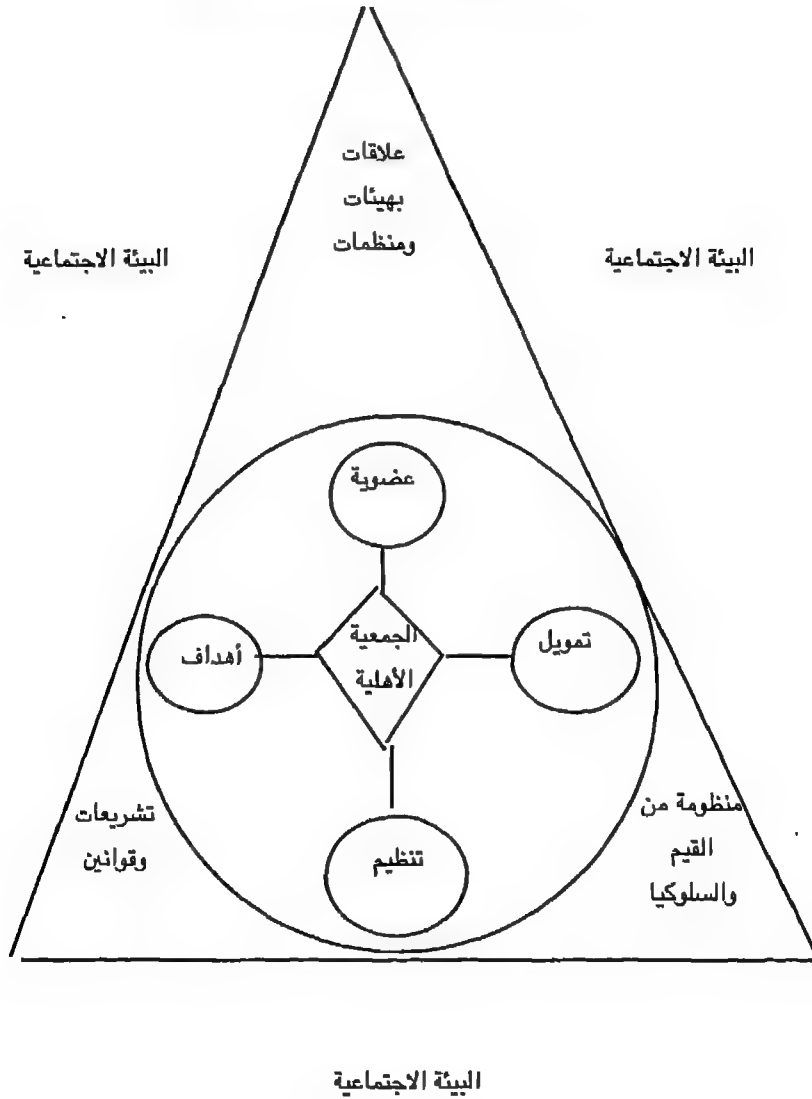 علاقات
بهيئات
ومنظمات
البيئة الاجتماعية
البيئة الاجتماعية
عضوية
الجمعية
الأهلية
تمويل
أهداف
تنظيم
منظومة من
القيم
والسلوكيا
تشريعات
وقوانين
البيئة الاجتماعية